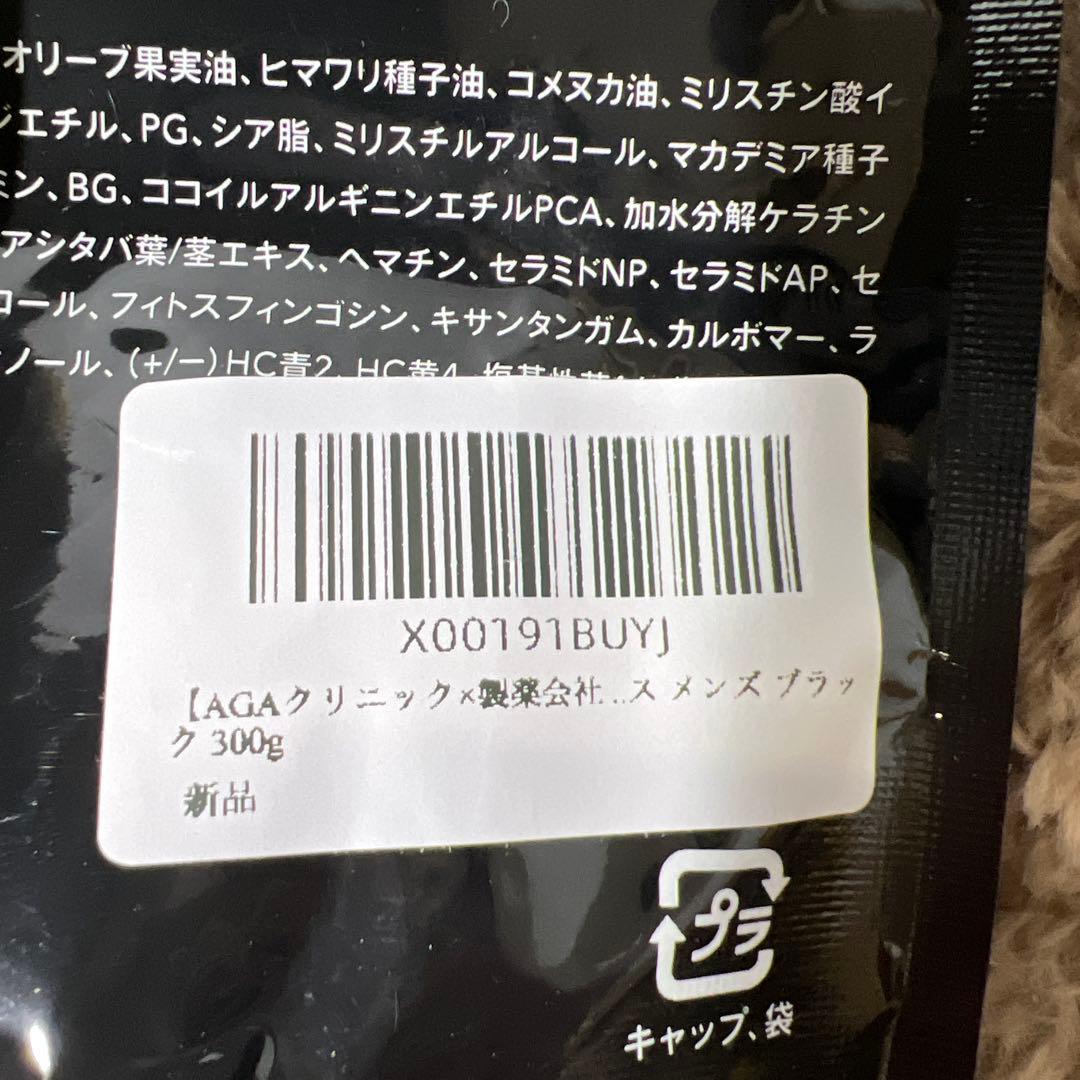 オリーブ果実油、ヒマワリ種子油、コメヌカ油、ミリスチン酸イ
ジエチル、PG、シア脂、ミリスチルアルコール、マカデミア種子
ミン、BG、ココイルアルギニンエチルPCA、加水分解ケラチン
アシタバ葉/茎エキス、ヘマチン、セラミドNP、セラミドAP、セ
コール、フィトスフィンゴシン、キサンタンガム、カルボマー、ラ
ノール、(+/−)HC青2、HC黄4、
X00191BUYJ
【AGAクリニック×製薬会社...ス メンズ ブラッ
ク 300g
新品
プラ
キャップ、袋